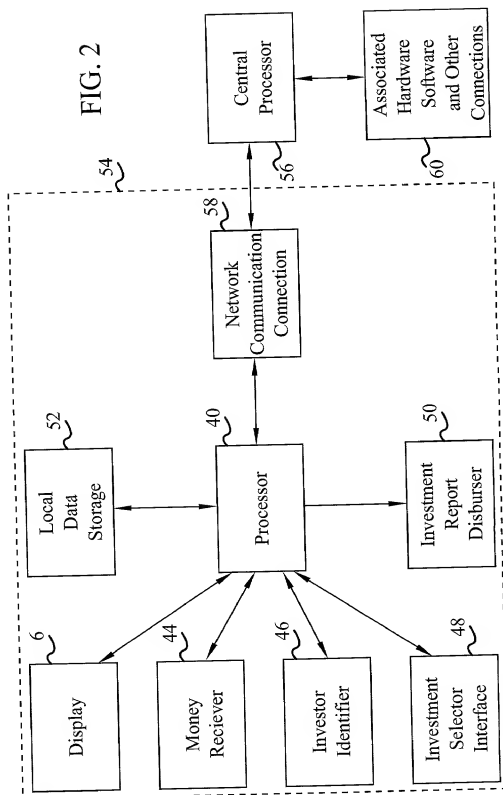 FIG. 2
54
6
Display
44
Money
Reciever
46
Investor
Identifier
48
Investment
Selector
Interface
52
Local
Data
Storage
40
Processor
50
Investment
Report
Disburser
58
Network
Communication
Connection
56
Central
Processor
60
Associated
Hardware
Software
and Other
Connections